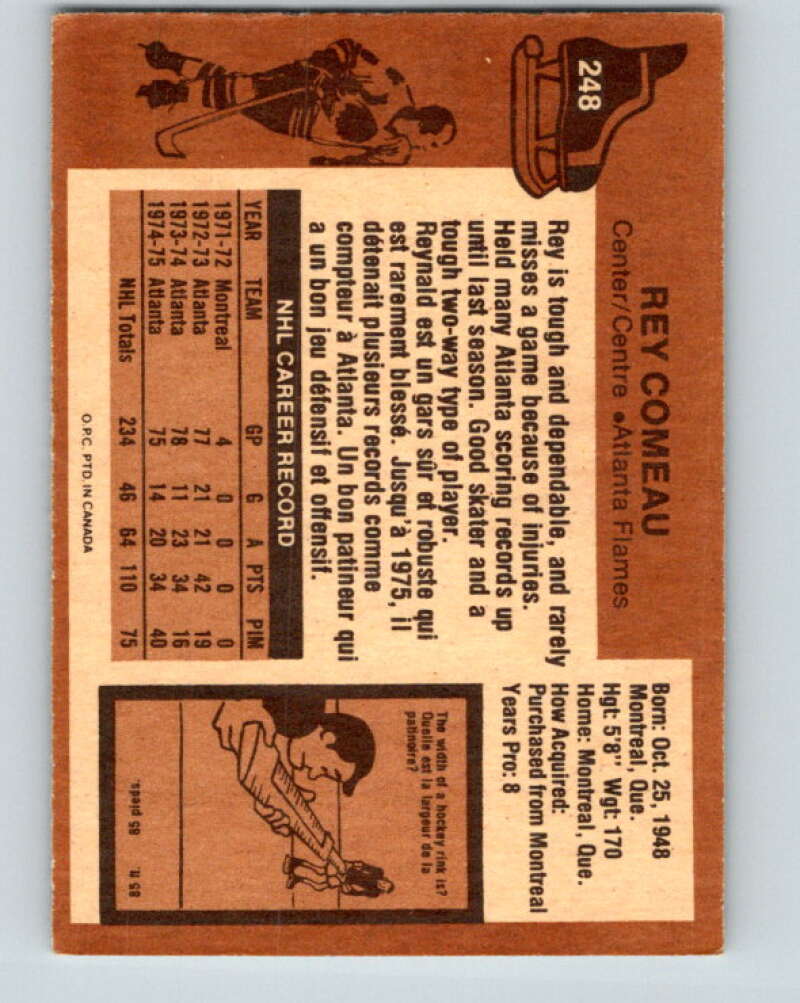 248
REY COMEAU
Center/Centre • Atlanta Flames
Born: Oct. 25, 1948
Montreal, Que.
Hgt: 5'8" Wgt: 170
Home: Montreal, Que.
How Acquired:
Purchased from Montreal
Years Pro: 8
Rey is tough and dependable, and rarely
misses a game because of injuries.
Held many Atlanta scoring records up
until last season. Good skater and a
tough two-way type of player.
Reynald est un gars sûr et robuste qui
est rarement blessé. Jusqu'à 1975, il
détenait plusieurs records comme
compteur à Atlanta. Un bon patineur qui
a un bon jeu défensif et offensif.
NHL CAREER RECORD
YEAR TEAM GP G A PTS PIM
1971-72 Montreal 4 0 0 0 0
1972-73 Atlanta 77 21 21 42 19
1973-74 Atlanta 78 11 23 34 16
1974-75 Atlanta 75 14 20 34 40
NHL Totals 234 46 64 110 75
The width of a hockey rink is?
Quelle est la largeur de la
patinoire?
85 ft.
85 pieds.
O.P.C. PTD. IN CANADA